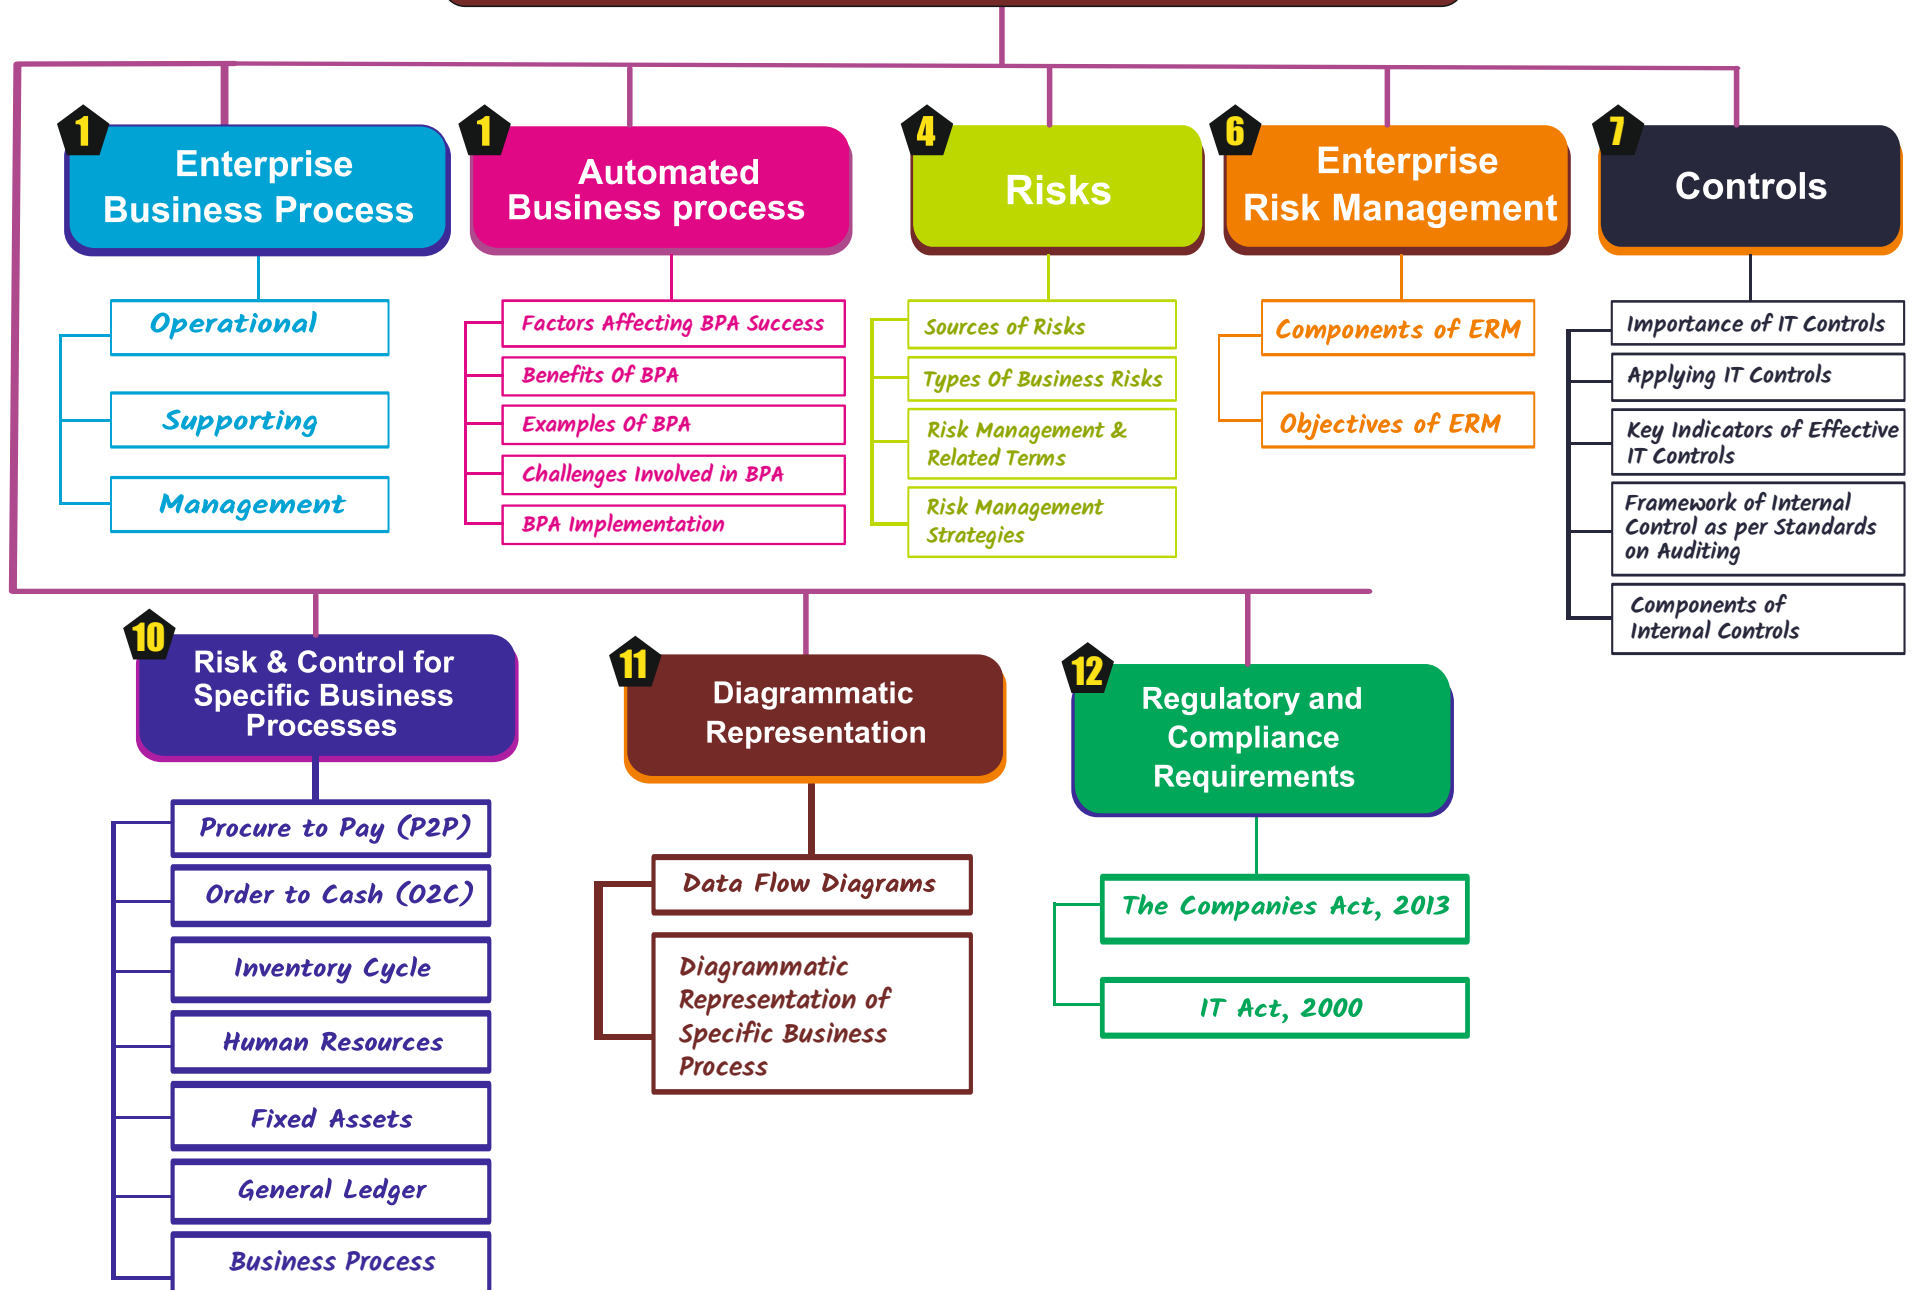 1
Enterprise
Business Process
Operational
Supporting
Management
1
Automated
Business process
Factors Affecting BPA Success
Benefits Of BPA
Examples Of BPA
Challenges Involved in BPA
BPA Implementation
4
Risks
Sources of Risks
Types Of Business Risks
Risk Management &
Related Terms
Risk Management
Strategies
6
Enterprise
Risk Management
Components of ERM
Objectives of ERM
7
Controls
Importance of IT Controls
Applying IT Controls
Key Indicators of Effective
IT Controls
Framework of Internal
Control as per Standards
on Auditing
Components of
Internal Controls
10
Risk & Control for
Specific Business
Processes
Procure to Pay (P2P)
Order to Cash (O2C)
Inventory Cycle
Human Resources
Fixed Assets
General Ledger
Business Process
11
Diagrammatic
Representation
Data Flow Diagrams
Diagrammatic
Representation of
Specific Business
Process
12
Regulatory and
Compliance
Requirements
The Companies Act, 2013
IT Act, 2000